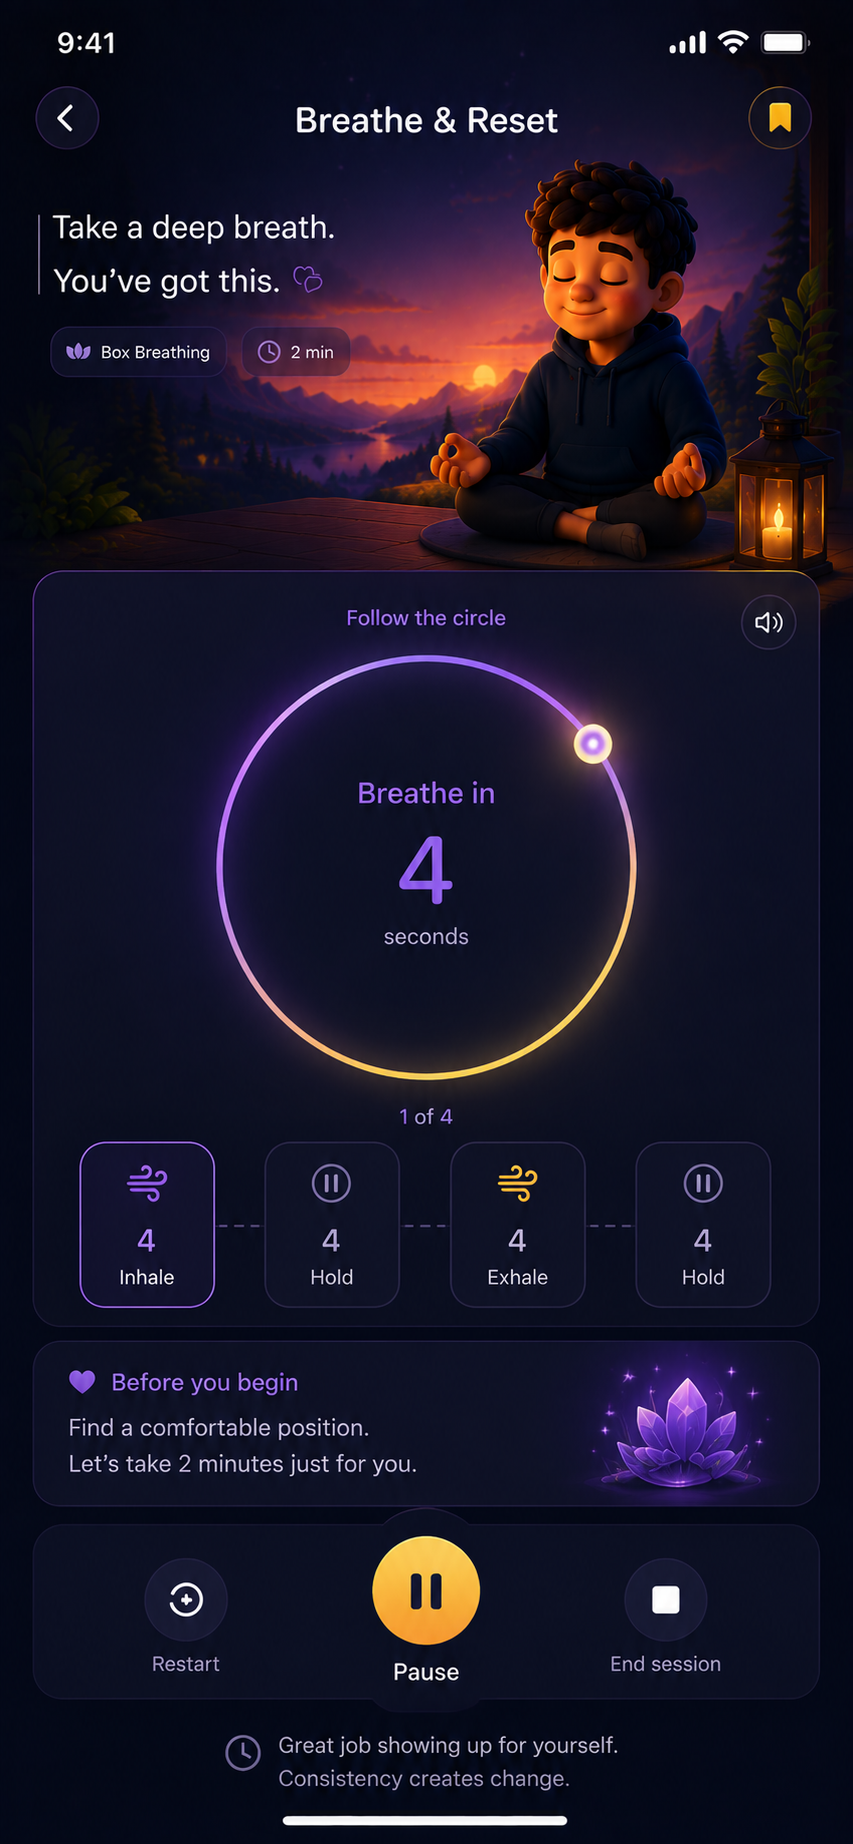 9:41
Breathe & Reset
Take a deep breath.
You’ve got this.
Box Breathing
2 min
Follow the circle
Breathe in
4
seconds
1 of 4
4
Inhale
4
Hold
4
Exhale
4
Hold
Before you begin
Find a comfortable position.
Let’s take 2 minutes just for you.
Restart
Pause
End session
Great job showing up for yourself.
Consistency creates change.